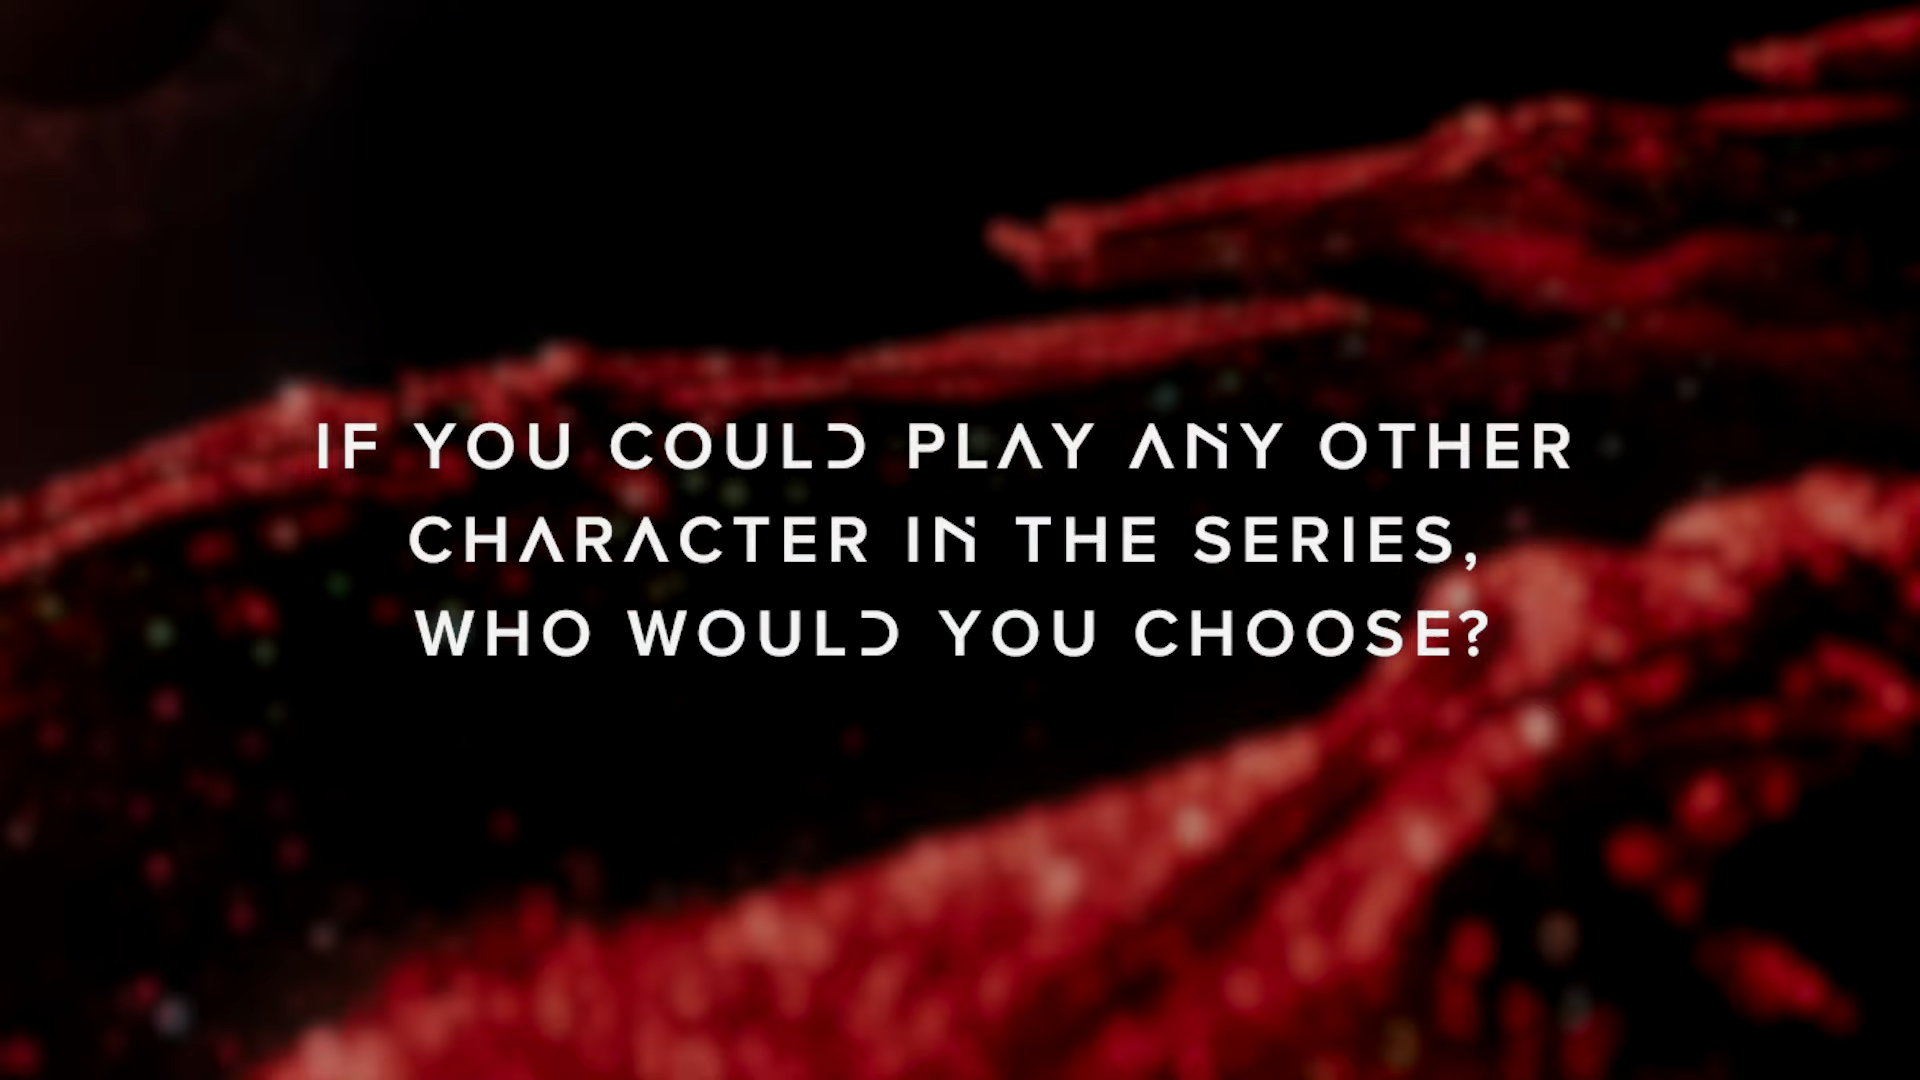 IF YOU COULD PLAY ANY OTHER
CHARACTER IN THE SERIES,
WHO WOULD YOU CHOOSE?